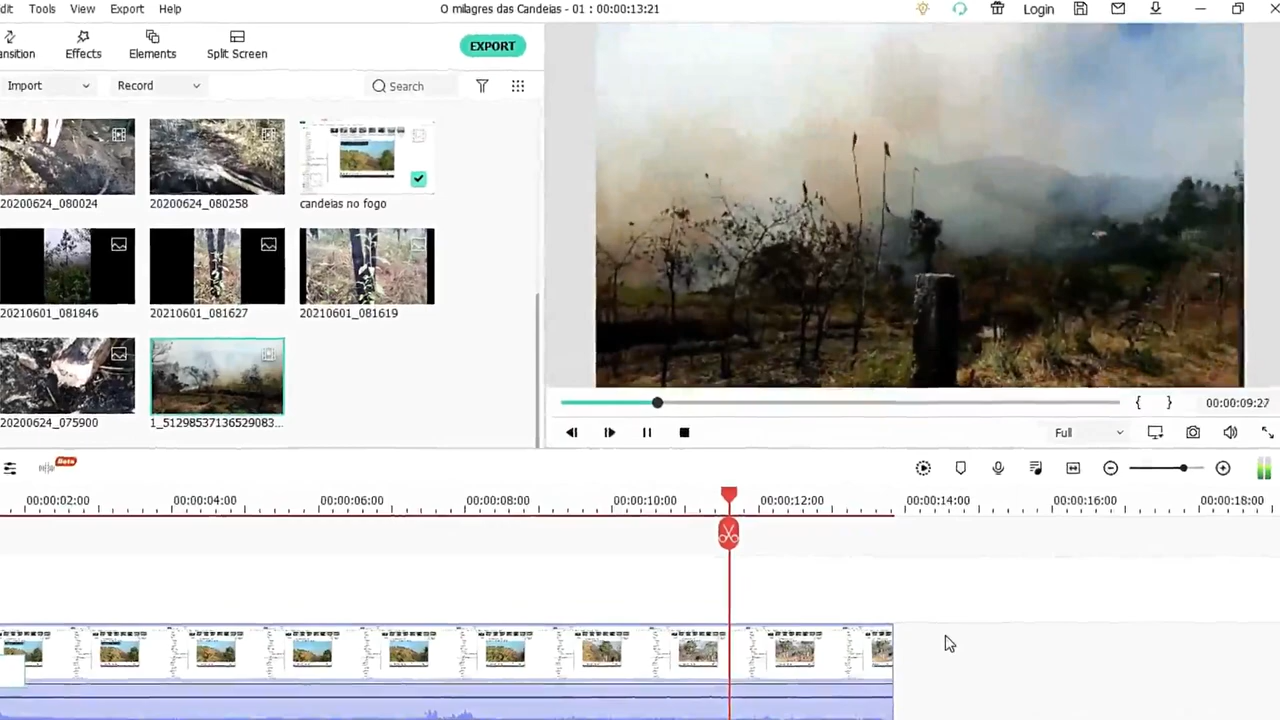 dit Tools View Export Help O milagres das Candeias - 01 : 00:00:13:21 Login
ansition Effects Elements Split Screen EXPORT
Import Record Search
20200624_080024 20200624_080258 candeias no fogo
20210601_081846 20210601_081627 20210601_081619
20200624_075900 1_51298537136529083...
{ } 00:00:09:27
Full
Beta
00:00:02:00 00:00:04:00 00:00:06:00 00:00:08:00 00:00:10:00 00:00:12:00 00:00:14:00 00:00:16:00 00:00:18:00